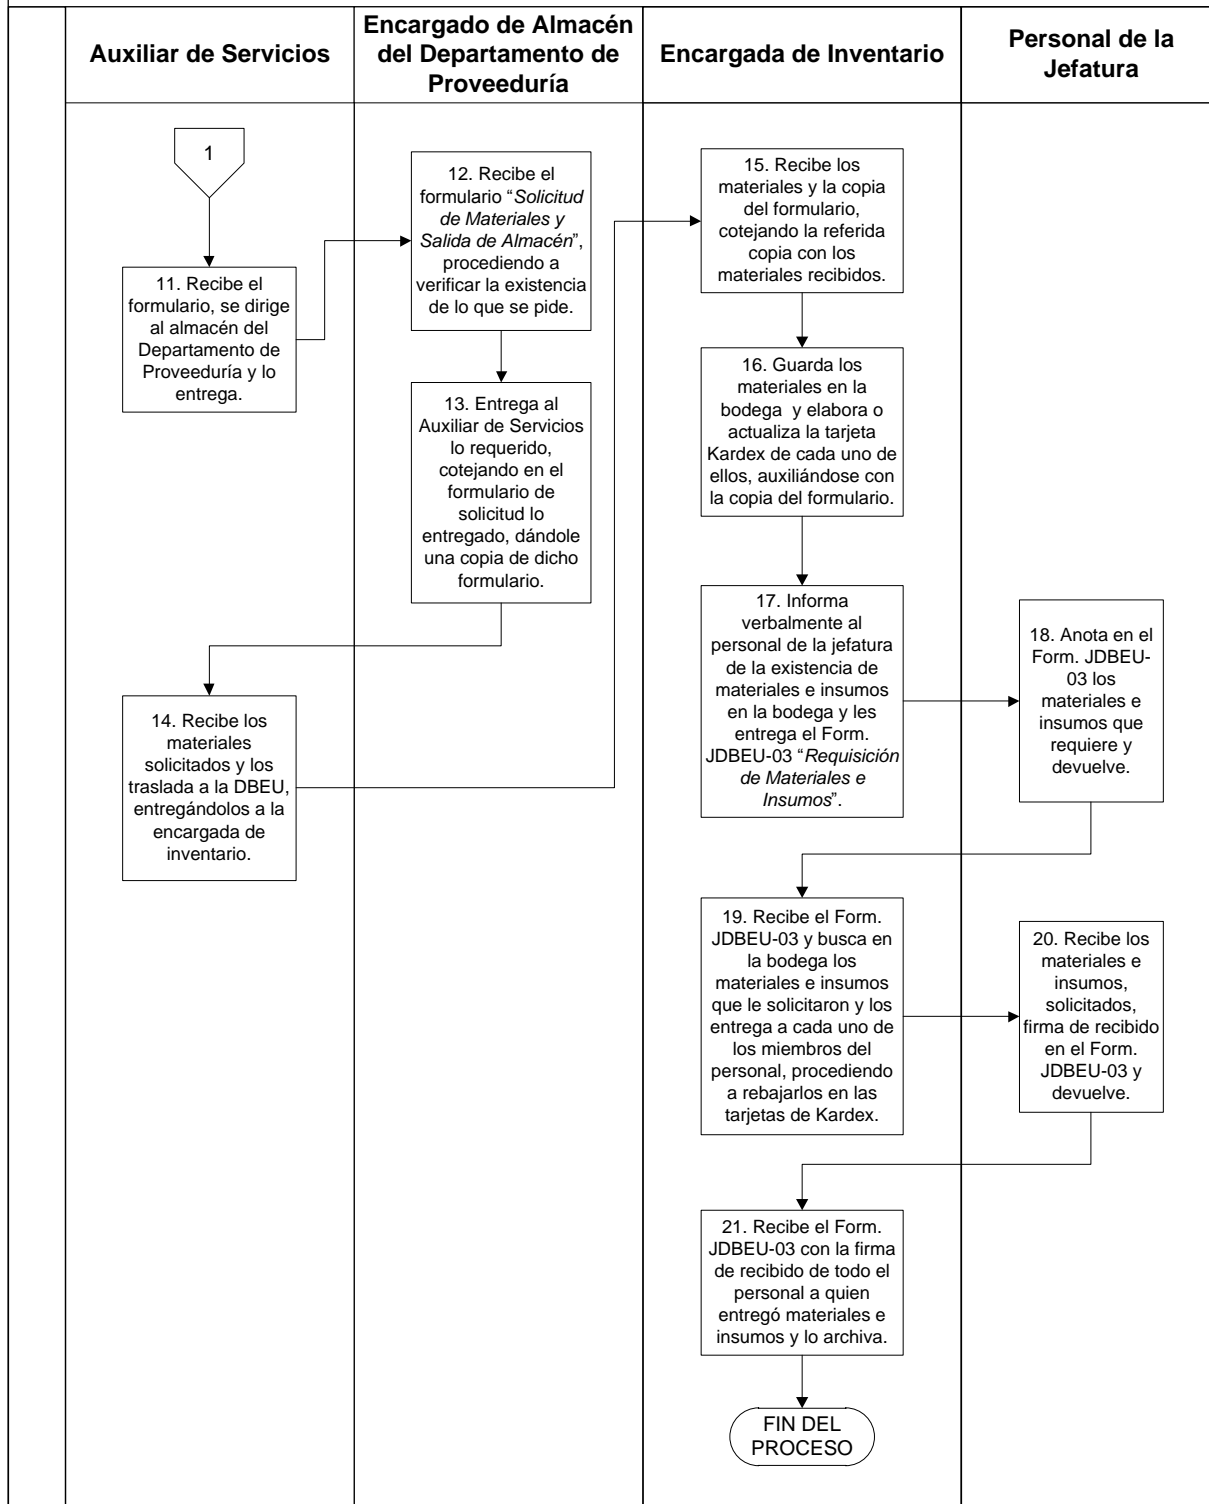 Auxiliar de Servicios
Encargado de Almacén
del Departamento de
Proveeduría
Encargada de Inventario
Personal de la
Jefatura
1
11. Recibe el
formulario, se dirige
al almacén del
Departamento de
Proveeduría y lo
entrega.
12. Recibe el
formulario “Solicitud
de Materiales y
Salida de Almacén”,
procediendo a
verificar la existencia
de lo que se pide.
13. Entrega al
Auxiliar de Servicios
lo requerido,
cotejando en el
formulario de
solicitud lo
entregado, dándole
una copia de dicho
formulario.
14. Recibe los
materiales
solicitados y los
traslada a la DBEU,
entregándolos a la
encargada de
inventario.
15. Recibe los
materiales y la copia
del formulario,
cotejando la referida
copia con los
materiales recibidos.
16. Guarda los
materiales en la
bodega y elabora o
actualiza la tarjeta
Kardex de cada uno de
ellos, auxiliándose con
la copia del formulario.
17. Informa
verbalmente al
personal de la jefatura
de la existencia de
materiales e insumos
en la bodega y les
entrega el Form.
JDBEU-03 “Requisición
de Materiales e
Insumos”.
18. Anota en el
Form. JDBEU-
03 los
materiales e
insumos que
requiere y
devuelve.
19. Recibe el Form.
JDBEU-03 y busca en
la bodega los
materiales e insumos
que le solicitaron y los
entrega a cada uno de
los miembros del
personal, procediendo
a rebajarlos en las
tarjetas de Kardex.
20. Recibe los
materiales e
insumos,
solicitados,
firma de recibido
en el Form.
JDBEU-03 y
devuelve.
21. Recibe el Form.
JDBEU-03 con la firma
de recibido de todo el
personal a quien
entregó materiales e
insumos y lo archiva.
FIN DEL
PROCESO